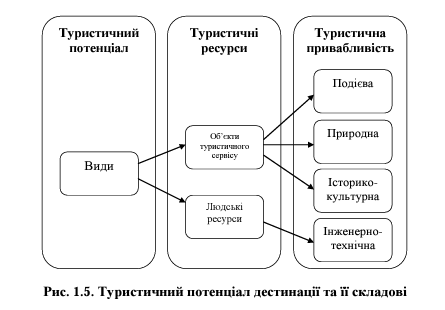 Туристичний
потенціал
Види
Туристичні
ресурси
Об'єкти
туристичного
сервісу
Людські
ресурси
Туристична
привабливість
Подієва
Природна
Історико-
культурна
Інженерно-
технічна
Рис. 1.5. Туристичний потенціал дестинації та її складові